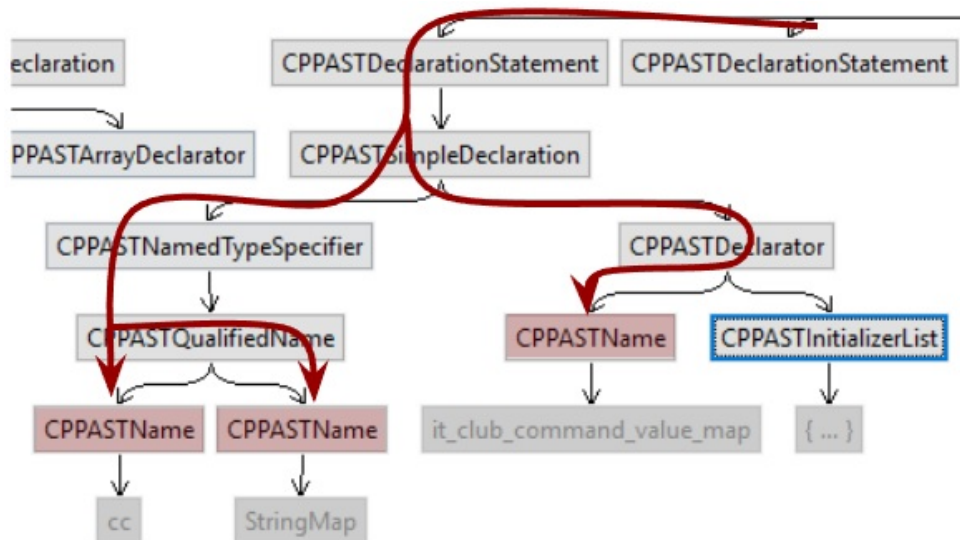 eclaration
CPPASTDeclarationStatement
CPPASTDeclarationStatement
PPASTArrayDeclarator
CPPASTSimpleDeclaration
CPPASTNamedTypeSpecifier
CPPASTDeclarator
CPPASTQualifiedName
CPPASTName
CPPASTInitializerList
CPPASTName
CPPASTName
it_club_command_value_map
{ ... }
cc
StringMap